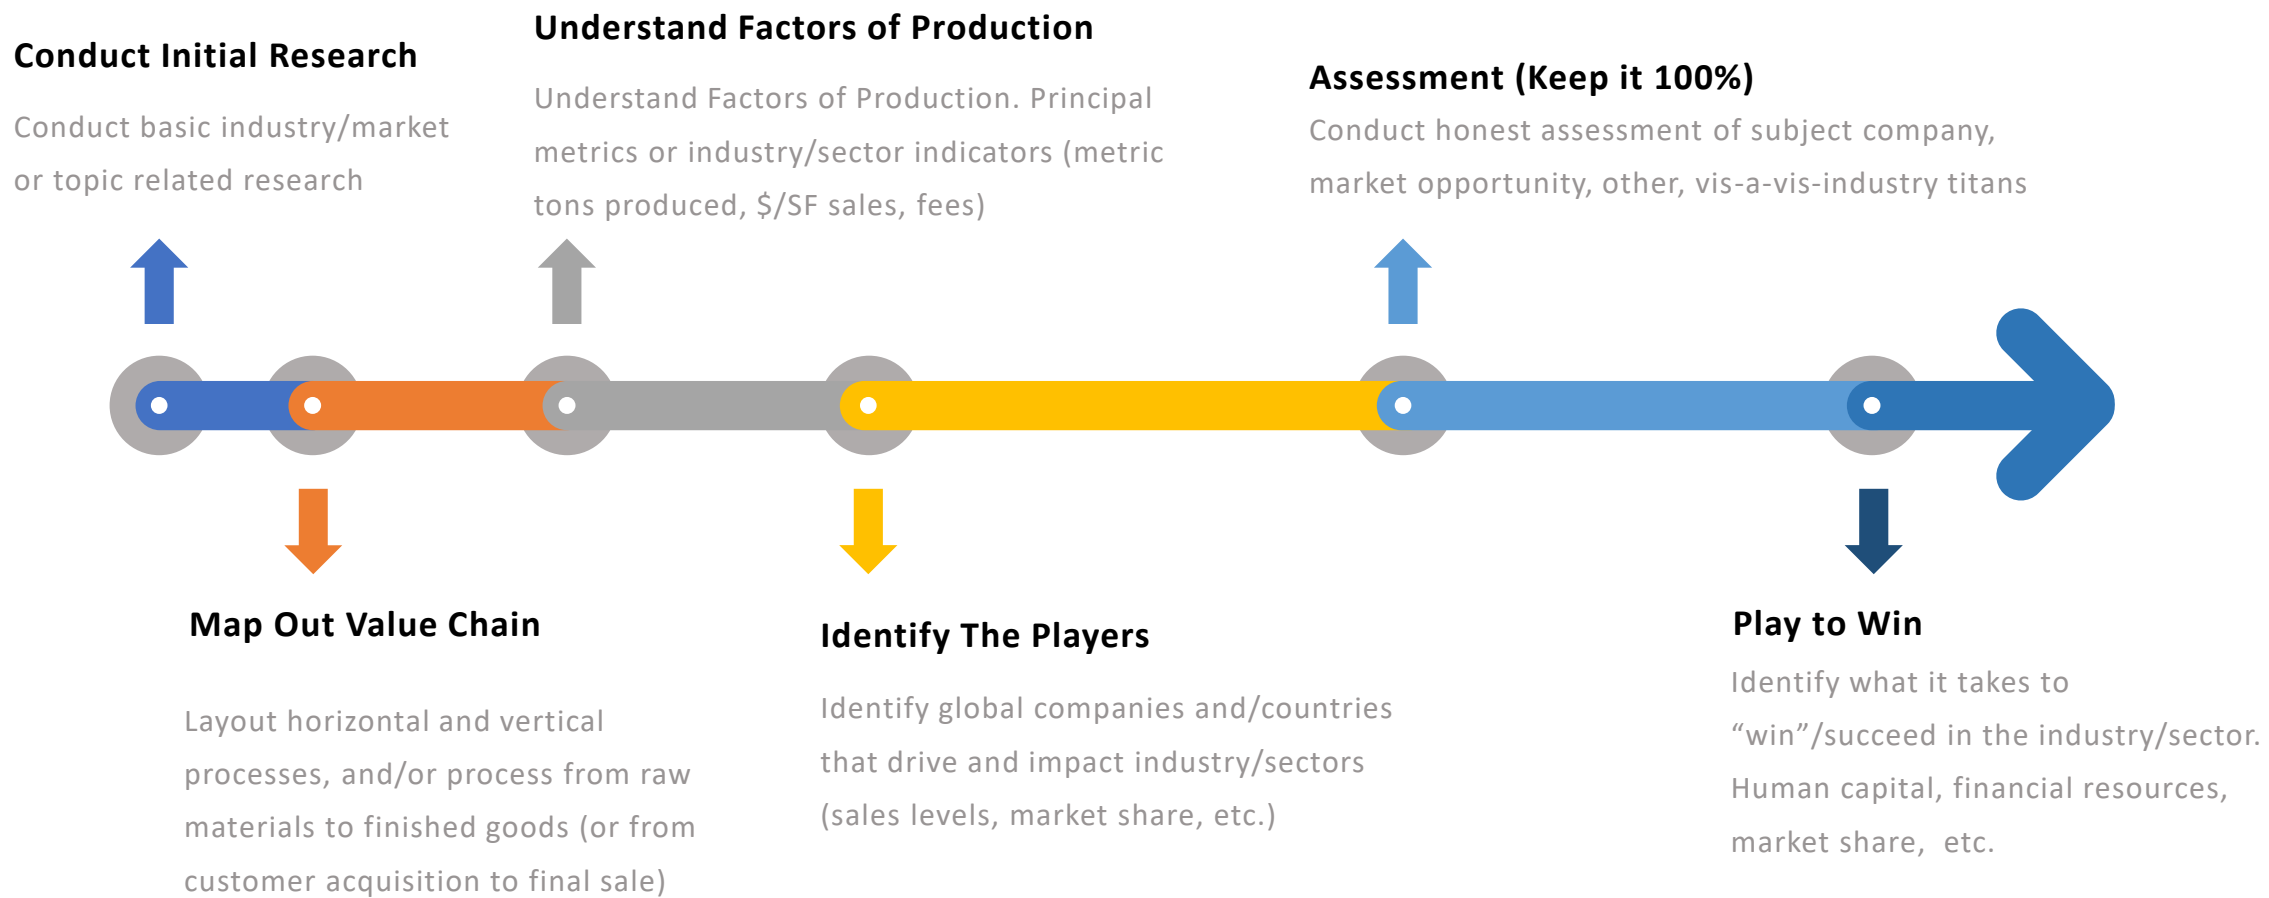 Conduct Initial Research
Conduct basic industry/market
or topic related research
Understand Factors of Production
Understand Factors of Production. Principal
metrics or industry/sector indicators (metric
tons produced, $/SF sales, fees)
Assessment (Keep it 100%)
Conduct honest assessment of subject company,
market opportunity, other, vis-a-vis-industry titans
Map Out Value Chain
Layout horizontal and vertical
processes, and/or process from raw
materials to finished goods (or from
customer acquisition to final sale)
Identify The Players
Identify global companies and/countries
that drive and impact industry/sectors
(sales levels, market share, etc.)
Play to Win
Identify what it takes to
“win”/succeed in the industry/sector.
Human capital, financial resources,
market share,  etc.